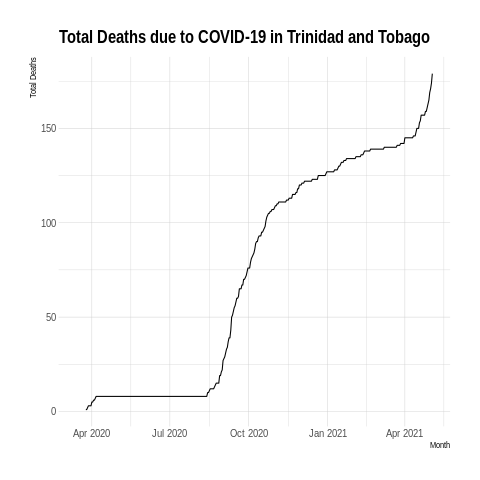 Total Deaths due to COVID-19 in Trinidad and Tobago
Total Deaths
150
100
50
0
Apr 2020 Jul 2020 Oct 2020 Jan 2021 Apr 2021
Month